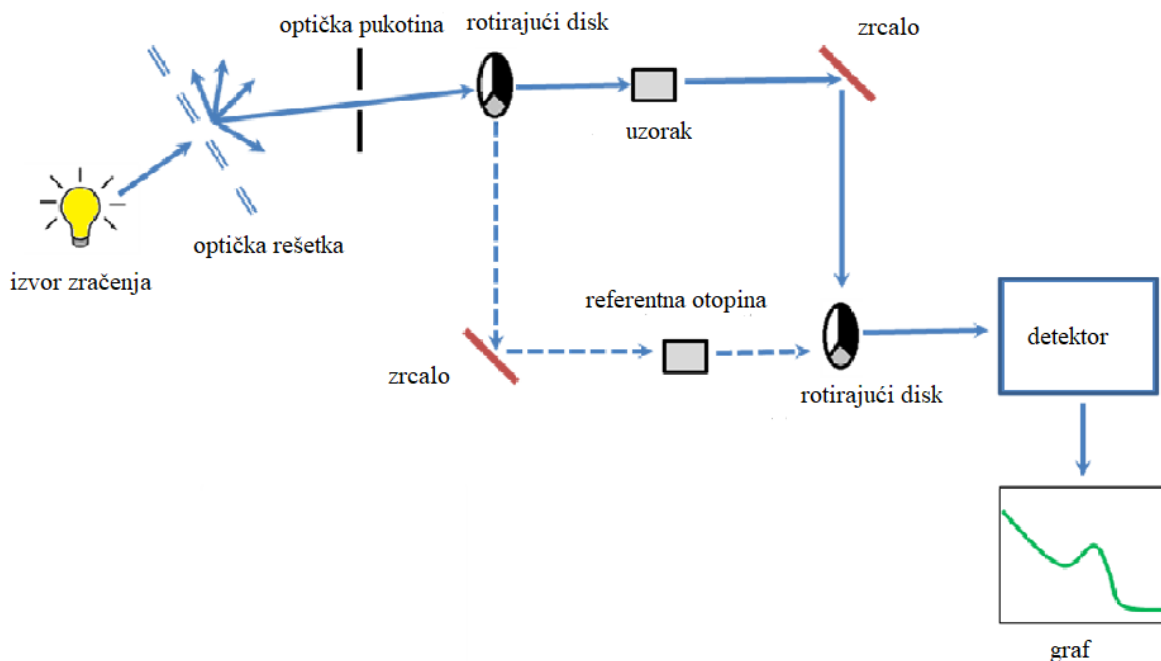 optička pukotina
rotirajući disk
zrcalo
uzorak
optička rešetka
izvor zračenja
referentna otopina
zrcalo
rotirajući disk
detektor
graf